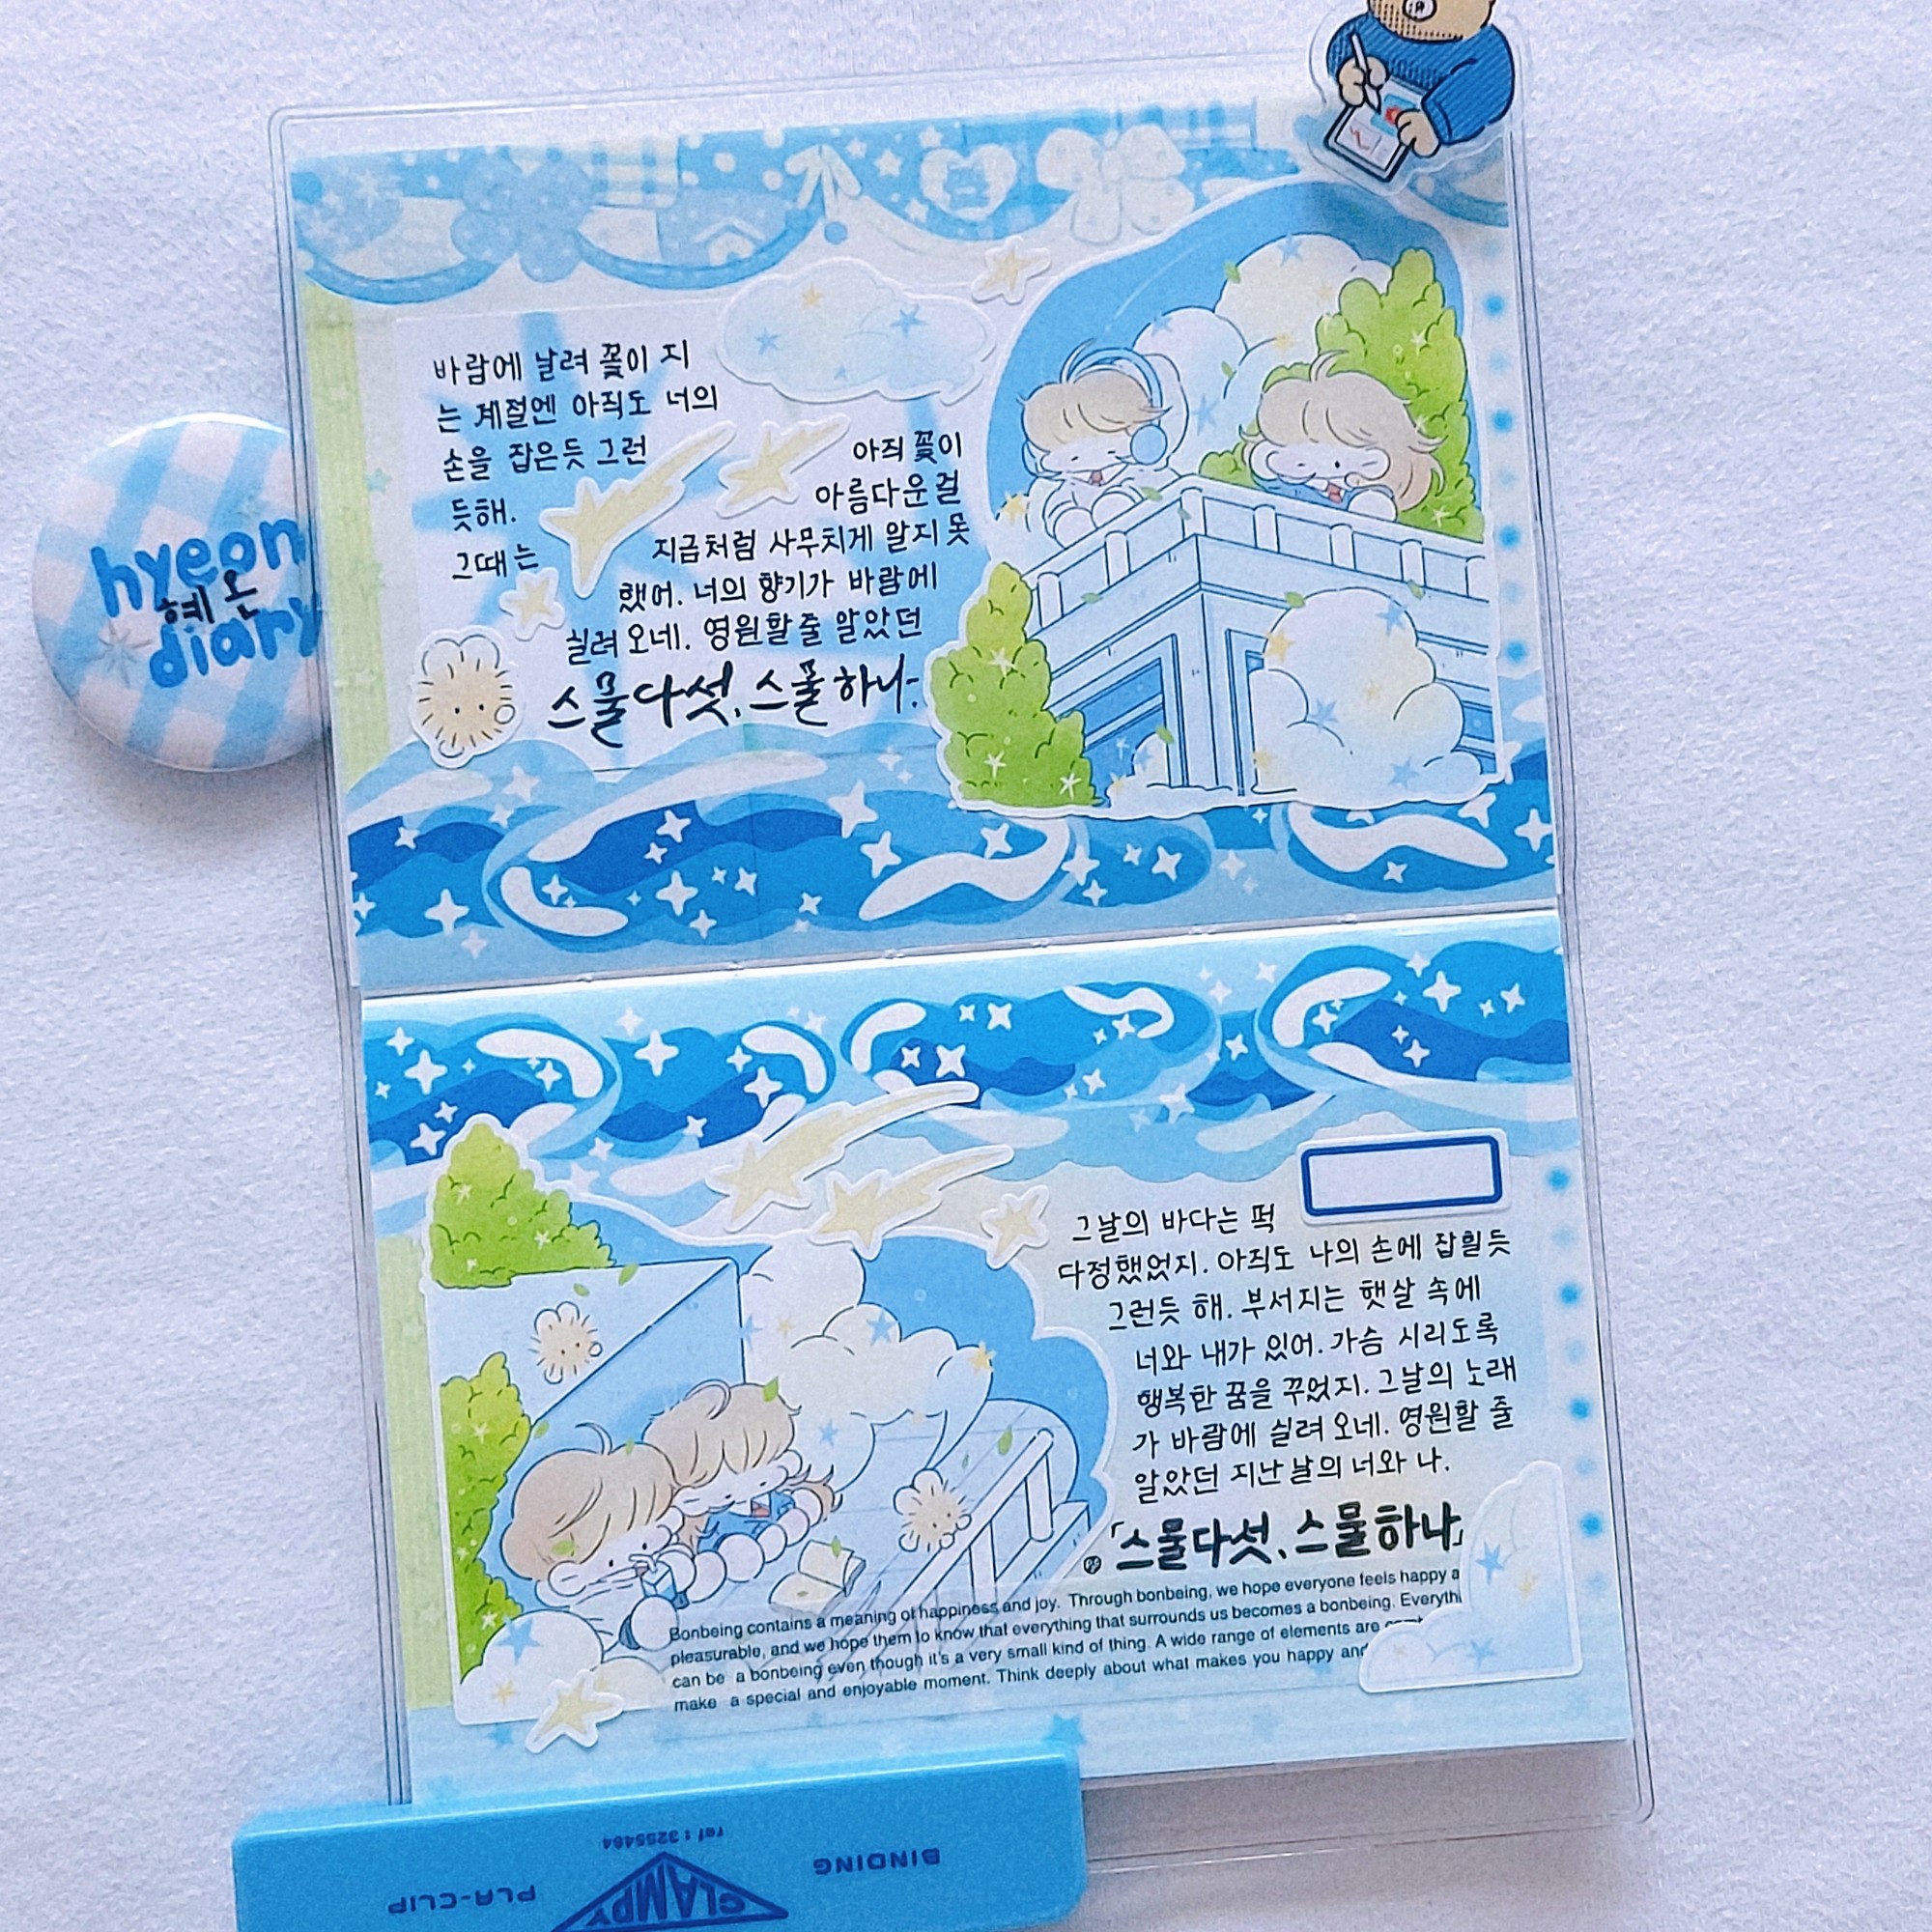 바람에 날려 꽃이 지
는 계절엔 아직도 너의
손을 잡은듯 그런
듯해.
그때는
아직 꽃이
아름다운걸
지금처럼 사무치게 알지 못
했어. 너의 향기가 바람에
실려 오네. 영원할 줄 알았던
스물다섯, 스물하나.
hyeon
혜온
diary
그날의 바다는 퍽
다정했었지. 아직도 나의 손에 잡힐듯
그런듯 해. 부서지는 햇살 속에
너와 내가 있어. 가슴 시리도록
행복한 꿈을 꾸었지. 그날의 노래
가 바람에 실려 오네. 영원할 줄
알았던 지난날의 너와 나.
「스물다섯, 스물하나」
Bonbeing contains a meaning of happiness and joy. Through bonbeing, we hope everyone feels happy a
pleasurable, and we hope them to know that everything that surrounds us becomes a bonbeing. Everythi
can be a bonbeing even though it's a very small kind of thing. A wide range of elements are
make a special and enjoyable moment. Think deeply about what makes you happy and
ref : 3255464
BINDING
CLAMPY
PLA-CLIP